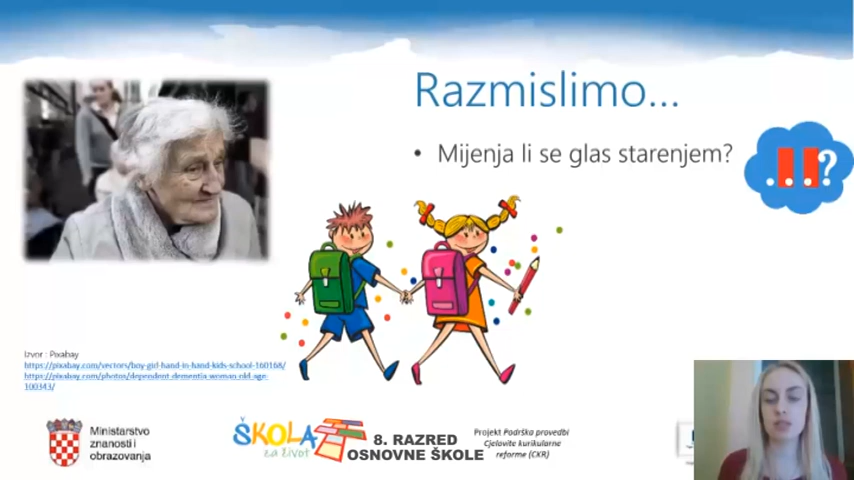 Razmislimo...
• Mijenja li se glas starenjem?
...?
Izvor : Pixabay
https://pixabay.com/vectors/boy-girl-hand-in-hand-kids-school-160168/
https://pixabay.com/photos/dependent-dementia-woman-old-age-
100343/
Ministarstvo
znanosti i
obrazovanja
ŠKOLA
za život
8. RAZRED
OSNOVNE ŠKOLE
Projekt Podrška provedbi
Cjelovite kurikularne
reforme (CKR)